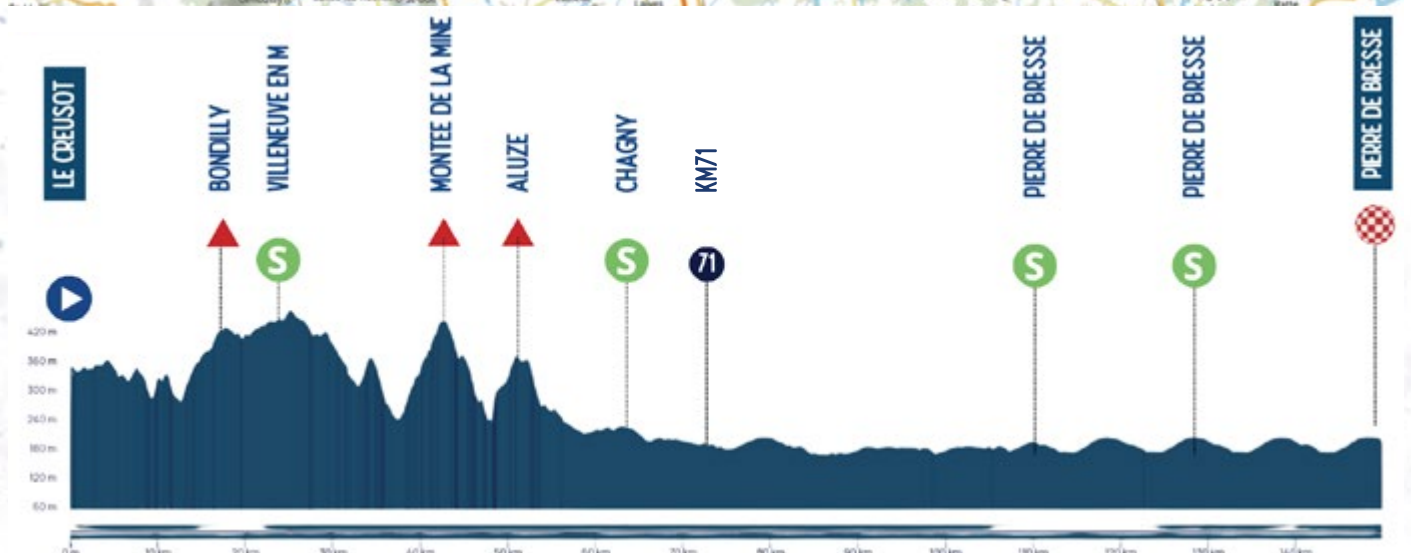 LE CREUSOT
BONDILLY
VILLENEUVE EN M
MONTEE DE LA MINE
ALUZE
CHAGNY
KM71
PIERRE DE BRESSE
PIERRE DE BRESSE
PIERRE DE BRESSE
S
S
71
S
S
420 m
360 m
300 m
240 m
180 m
120 m
60 m